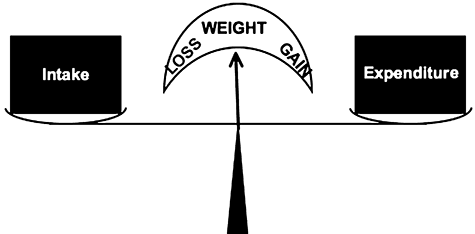 WEIGHT
LOSS
GAIN
Intake
Expenditure